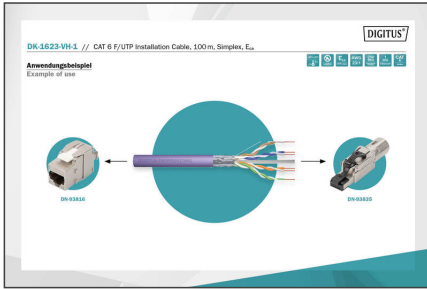 DIGITUS®
DK-1623-VH-1 // CAT 6 F/UTP Installation Cable, 100 m, Simplex, Eca
Anwendungsbeispiel
Example of use
DN-93816
DN-93835